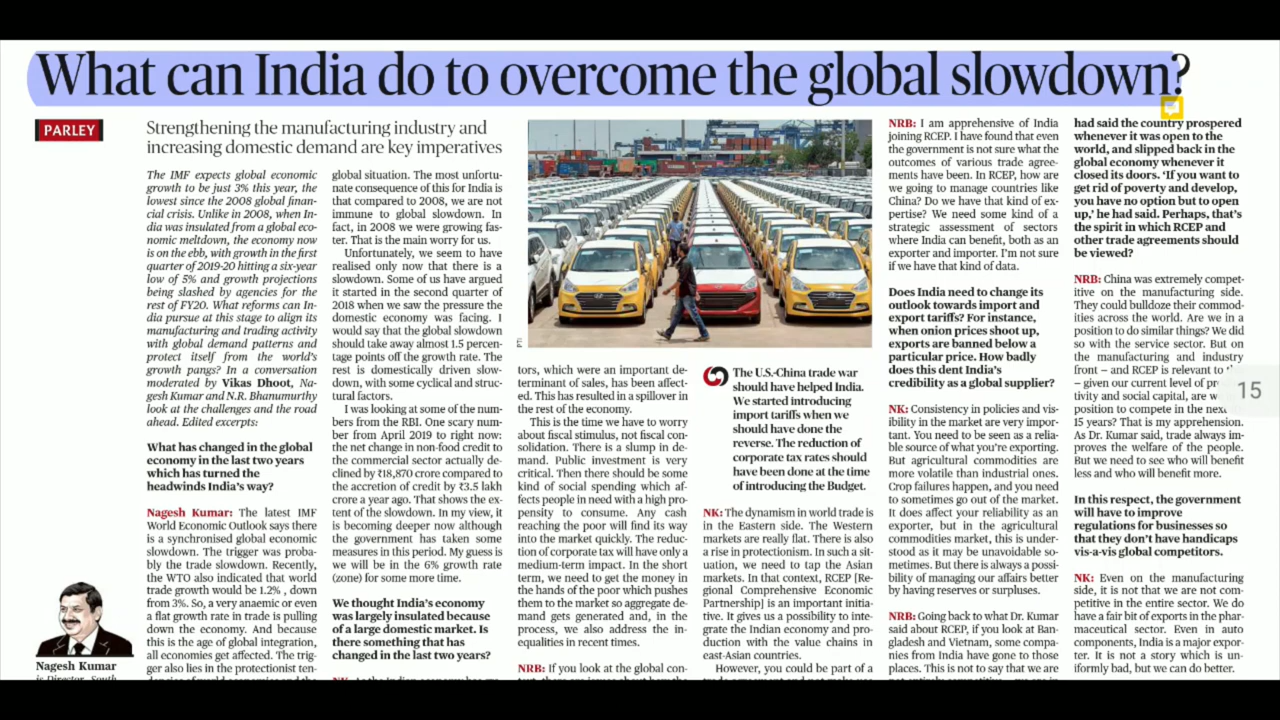 What can India do to overcome the global slowdown?
PARLEY
Strengthening the manufacturing industry and
increasing domestic demand are key imperatives
The IMF expects global economic
growth to be just 3% this year, the
lowest since the 2008 global finan-
cial crisis. Unlike in 2008, when In-
dia was insulated from a global eco-
nomic meltdown, the economy now
is on the ebb, with growth in the first
quarter of 2019-20 hitting a six-year
low of 5% and growth projections
being slashed by agencies for the
rest of FY20. What reforms can In-
dia pursue at this stage to align its
manufacturing and trading activity
with global demand patterns and
protect itself from the world's
growth pangs? In a conversation
moderated by Vikas Dhoot, Na-
gesh Kumar and N.R. Bhanumurthy
look at the challenges and the road
ahead. Edited excerpts:
What has changed in the global
economy in the last two years
which has turned the
headwinds India's way?
Nagesh Kumar: The latest IMF
World Economic Outlook says there
is a synchronised global economic
slowdown. The trigger was proba-
bly the trade slowdown. Recently,
the WTO also indicated that world
trade growth would be 1.2% , down
from 3%. So, a very anaemic or even
a flat growth rate in trade is pulling
down the economy. And because
this is the age of global integration,
all economies get affected. The trig-
ger also lies in the protectionist ten-
Nagesh Kumar
is Director, South
global situation. The most unfortu-
nate consequence of this for India is
that compared to 2008, we are not
immune to global slowdown. In
fact, in 2008 we were growing fas-
ter. That is the main worry for us.
Unfortunately, we seem to have
realised only now that there is a
slowdown. Some of us have argued
it started in the second quarter of
2018 when we saw the pressure the
domestic economy was facing. I
would say that the global slowdown
should take away almost 1.5 percen-
tage points off the growth rate. The
rest is domestically driven slow-
down, with some cyclical and struc-
tural factors.
I was looking at some of the num-
bers from the RBI. One scary num-
ber from April 2019 to right now:
the net change in non-food credit to
the commercial sector actually de-
clined by ₹18,870 crore compared to
the accretion of credit by ₹3.5 lakh
crore a year ago. That shows the ex-
tent of the slowdown. In my view, it
is becoming deeper now although
the government has taken some
measures in this period. My guess is
we will be in the 6% growth rate
(zone) for some more time.
We thought India's economy
was largely insulated because
of a large domestic market. Is
there something that has
changed in the last two years?
PTI
tors, which were an important de-
terminant of sales, has been affect-
ed. This has resulted in a spillover in
the rest of the economy.
This is the time we have to worry
about fiscal stimulus, not fiscal con-
solidation. There is a slump in de-
mand. Public investment is very
critical. Then there should be some
kind of social spending which af-
fects people in need with a high pro-
pensity to consume. Any cash
reaching the poor will find its way
into the market quickly. The reduc-
tion of corporate tax will have only a
medium-term impact. In the short
term, we need to get the money in
the hands of the poor which pushes
them to the market so aggregate de-
mand gets generated and, in the
process, we also address the in-
equalities in recent times.
NRB: If you look at the global con-
The U.S.-China trade war
should have helped India.
We started introducing
import tariffs when we
should have done the
reverse. The reduction of
corporate tax rates should
have been done at the time
of introducing the Budget.
NK: The dynamism in world trade is
in the Eastern side. The Western
markets are really flat. There is also
a rise in protectionism. In such a sit-
uation, we need to tap the Asian
markets. In that context, RCEP [Re-
gional Comprehensive Economic
Partnership] is an important initia-
tive. It gives us a possibility to inte-
grate the Indian economy and pro-
duction with the value chains in
east-Asian countries.
However, you could be part of a
NRB: I am apprehensive of India
joining RCEP. I have found that even
the government is not sure what the
outcomes of various trade agree-
ments have been. In RCEP, how are
we going to manage countries like
China? Do we have that kind of ex-
pertise? We need some kind of a
strategic assessment of sectors
where India can benefit, both as an
exporter and importer. I'm not sure
if we have that kind of data.
Does India need to change its
outlook towards import and
export tariffs? For instance,
when onion prices shoot up,
exports are banned below a
particular price. How badly
does this dent India's
credibility as a global supplier?
NK: Consistency in policies and vis-
ibility in the market are very impor-
tant. You need to be seen as a relia-
ble source of what you're exporting.
But agricultural commodities are
more volatile than industrial ones.
Crop failures happen, and you need
to sometimes go out of the market.
It does affect your reliability as an
exporter, but in the agricultural
commodities market, this is under-
stood as it may be unavoidable so-
metimes. But there is always a possi-
bility of managing our affairs better
by having reserves or surpluses.
NRB: Going back to what Dr. Kumar
said about RCEP, if you look at Ban-
gladesh and Vietnam, some compa-
nies from India have gone to those
places. This is not to say that we are
had said the country prospered
whenever it was open to the
world, and slipped back in the
global economy whenever it
closed its doors. 'If you want to
get rid of poverty and develop,
you have no option but to open
up,' he had said. Perhaps, that's
the spirit in which RCEP and
other trade agreements should
be viewed?
NRB: China was extremely compet-
itive on the manufacturing side.
They could bulldoze their commod-
ities across the world. Are we in a
position to do similar things? We did
so with the service sector. But on
the manufacturing and industry
front – and RCEP is relevant to
– given our current level of
tivity and social capital, are
position to compete in the
15 years? That is my apprehension.
As Dr. Kumar said, trade always im-
proves the welfare of the people.
But we need to see who will benefit
less and who will benefit more.
In this respect, the government
will have to improve
regulations for businesses so
that they don't have handicaps
vis-a-vis global competitors.
NK: Even on the manufacturing
side, it is not that we are not com-
petitive in the entire sector. We do
have a fair bit of exports in the phar-
maceutical sector. Even in auto
components, India is a major expor-
ter. It is not a story which is un-
iformly bad, but we can do better.
15